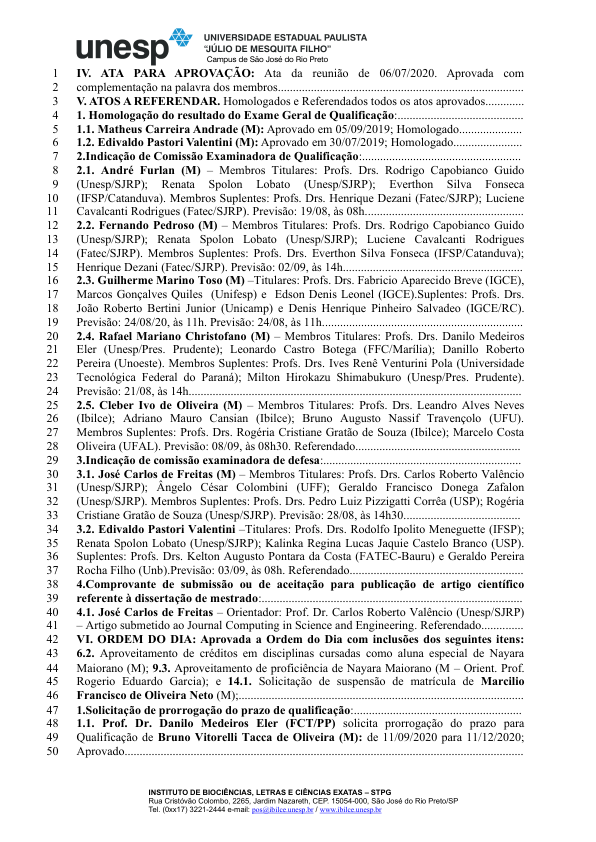 unesp
UNIVERSIDADE ESTADUAL PAULISTA
“JÚLIO DE MESQUITA FILHO”
Campus de São José do Rio Preto
1 IV. ATA PARA APROVAÇÃO: Ata da reunião de 06/07/2020. Aprovada com
2 complementação na palavra dos membros..................................................................................
3 V. ATOS A REFERENDAR. Homologados e Referendados todos os atos aprovados.............
4 1. Homologação do resultado do Exame Geral de Qualificação:..........................................
5 1.1. Matheus Carreira Andrade (M): Aprovado em 05/09/2019; Homologado.....................
6 1.2. Edivaldo Pastori Valentini (M): Aprovado em 30/07/2019; Homologado.......................
7 2.Indicação de Comissão Examinadora de Qualificação:.....................................................
8 2.1. André Furlan (M) – Membros Titulares: Profs. Drs. Rodrigo Capobianco Guido
9 (Unesp/SJRP); Renata Spolon Lobato (Unesp/SJRP); Everthon Silva Fonseca
10 (IFSP/Catanduva). Membros Suplentes: Profs. Drs. Henrique Dezani (Fatec/SJRP); Luciene
11 Cavalcanti Rodrigues (Fatec/SJRP). Previsão: 19/08, às 08h.....................................................
12 2.2. Fernando Pedroso (M) – Membros Titulares: Profs. Drs. Rodrigo Capobianco Guido
13 (Unesp/SJRP); Renata Spolon Lobato (Unesp/SJRP); Luciene Cavalcanti Rodrigues
14 (Fatec/SJRP). Membros Suplentes: Profs. Drs. Everthon Silva Fonseca (IFSP/Catanduva);
15 Henrique Dezani (Fatec/SJRP). Previsão: 02/09, às 14h............................................................
16 2.3. Guilherme Marino Toso (M) –Titulares: Profs. Drs. Fabricio Aparecido Breve (IGCE),
17 Marcos Gonçalves Quiles (Unifesp) e Edson Denis Leonel (IGCE).Suplentes: Profs. Drs.
18 João Roberto Bertini Junior (Unicamp) e Denis Henrique Pinheiro Salvadeo (IGCE/RC).
19 Previsão: 24/08/20, às 11h. Previsão: 24/08, às 11h...................................................................
20 2.4. Rafael Mariano Christofano (M) – Membros Titulares: Profs. Drs. Danilo Medeiros
21 Eler (Unesp/Pres. Prudente); Leonardo Castro Botega (FFC/Marília); Danillo Roberto
22 Pereira (Unoeste). Membros Suplentes: Profs. Drs. Ives Renê Venturini Pola (Universidade
23 Tecnológica Federal do Paraná); Milton Hirokazu Shimabukuro (Unesp/Pres. Prudente).
24 Previsão: 21/08, às 14h...............................................................................................................
25 2.5. Cleber Ivo de Oliveira (M) – Membros Titulares: Profs. Drs. Leandro Alves Neves
26 (Ibilce); Adriano Mauro Cansian (Ibilce); Bruno Augusto Nassif Travençolo (UFU).
27 Membros Suplentes: Profs. Drs. Rogéria Cristiane Gratão de Souza (Ibilce); Marcelo Costa
28 Oliveira (UFAL). Previsão: 08/09, às 08h30. Referendado.......................................................
29 3.Indicação de comissão examinadora de defesa:..................................................................
30 3.1. José Carlos de Freitas (M) – Membros Titulares: Profs. Drs. Carlos Roberto Valêncio
31 (Unesp/SJRP); Ângelo César Colombini (UFF); Geraldo Francisco Donega Zafalon
32 (Unesp/SJRP). Membros Suplentes: Profs. Drs. Pedro Luiz Pizzigatti Corrêa (USP); Rogéria
33 Cristiane Gratão de Souza (Unesp/SJRP). Previsão: 28/08, às 14h30.......................................
34 3.2. Edivaldo Pastori Valentini –Titulares: Profs. Drs. Rodolfo Ipolito Meneguette (IFSP);
35 Renata Spolon Lobato (Unesp/SJRP); Kalinka Regina Lucas Jaquie Castelo Branco (USP).
36 Suplentes: Profs. Drs. Kelton Augusto Pontara da Costa (FATEC-Bauru) e Geraldo Pereira
37 Rocha Filho (Unb).Previsão: 03/09, às 08h. Referendado..........................................................
38 4.Comprovante de submissão ou de aceitação para publicação de artigo científico
39 referente à dissertação de mestrado:.......................................................................................
40 4.1. José Carlos de Freitas – Orientador: Prof. Dr. Carlos Roberto Valêncio (Unesp/SJRP)
41 – Artigo submetido ao Journal Computing in Science and Engineering. Referendado..............
42 VI. ORDEM DO DIA: Aprovada a Ordem do Dia com inclusões dos seguintes itens:
43 6.2. Aproveitamento de créditos em disciplinas cursadas como aluna especial de Nayara
44 Maiorano (M); 9.3. Aproveitamento de proficiência de Nayara Maiorano (M – Orient. Prof.
45 Rogerio Eduardo Garcia); e 14.1. Solicitação de suspensão de matrícula de Marcilio
46 Francisco de Oliveira Neto (M);...............................................................................................
47 1.Solicitação de prorrogação do prazo de qualificação:........................................................
48 1.1. Prof. Dr. Danilo Medeiros Eler (FCT/PP) solicita prorrogação do prazo para
49 Qualificação de Bruno Vitorelli Tacca de Oliveira (M): de 11/09/2020 para 11/12/2020;
50 Aprovado.....................................................................................................................................
INSTITUTO DE BIOCIÊNCIAS, LETRAS E CIÊNCIAS EXATAS – STPG
Rua Cristóvão Colombo, 2265, Jardim Nazareth, CEP. 15054-000, São José do Rio Preto/SP
Tel. (0xx17) 3221-2444 e-mail: pos@ibilce.unesp.br / www.ibilce.unesp.br